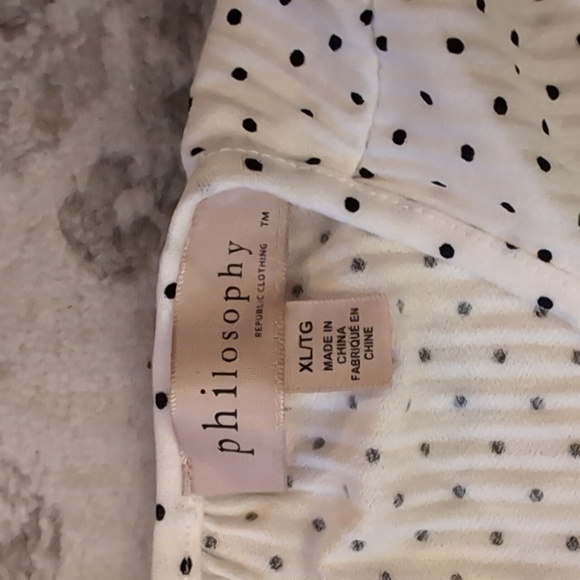 philosophy
REPUBLIC CLOTHING
TM
XL/TG
MADE IN
CHINA
FABRIQUÉ EN
CHINE